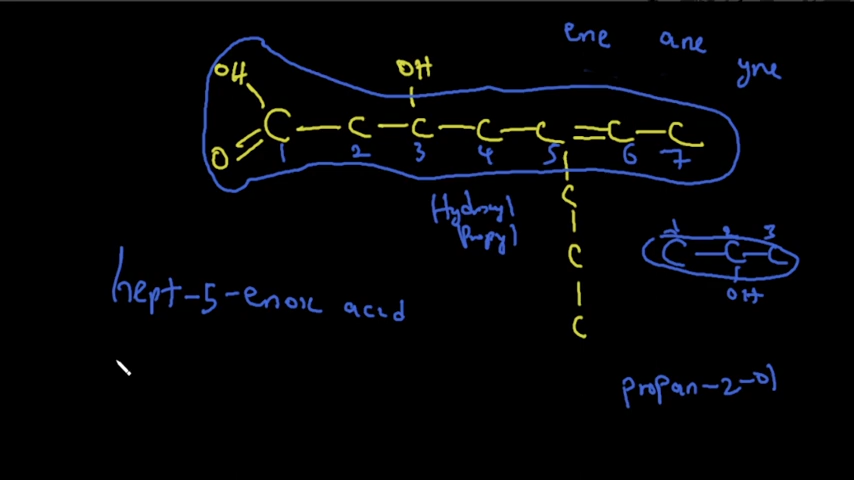 ene ane yne
OH OH
C - C - C - C - C = C - C
O 1 2 3 4 5 6 7
C
Hydroxyl
Propyl
1 2 3
C - C - C
C
OH
hept-5-enoic acid
C
propan-2-ol